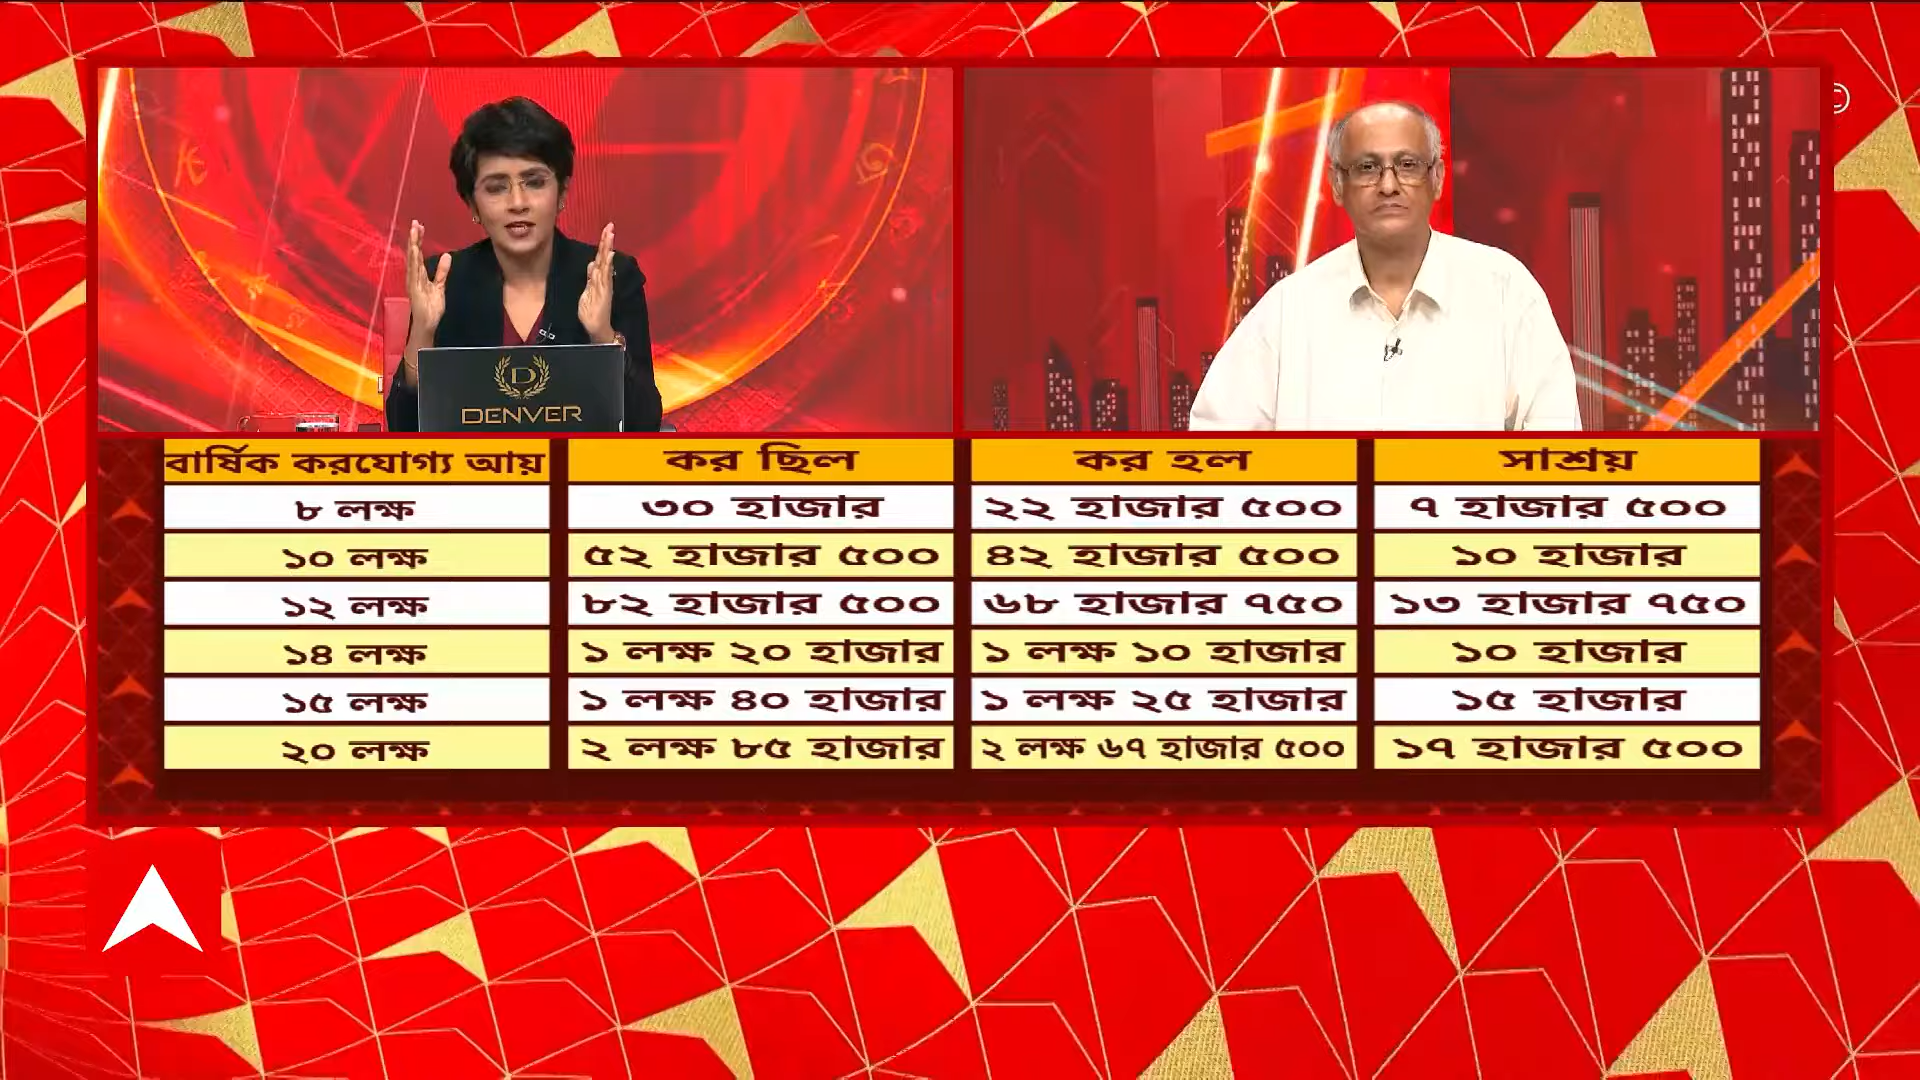 ©
D
DENVER
বার্ষিক করযোগ্য আয় কর ছিল কর হল সাশ্রয়
৮ লক্ষ ৩০ হাজার ২২ হাজার ৫০০ ৭ হাজার ৫০০
১০ লক্ষ ৫২ হাজার ৫০০ ৪২ হাজার ৫০০ ১০ হাজার
১২ লক্ষ ৮২ হাজার ৫০০ ৬৮ হাজার ৭৫০ ১৩ হাজার ৭৫০
১৪ লক্ষ ১ লক্ষ ২০ হাজার ১ লক্ষ ১০ হাজার ১০ হাজার
১৫ লক্ষ ১ লক্ষ ৪০ হাজার ১ লক্ষ ২৫ হাজার ১৫ হাজার
২০ লক্ষ ২ লক্ষ ৮৫ হাজার ২ লক্ষ ৬৭ হাজার ৫০০ ১৭ হাজার ৫০০